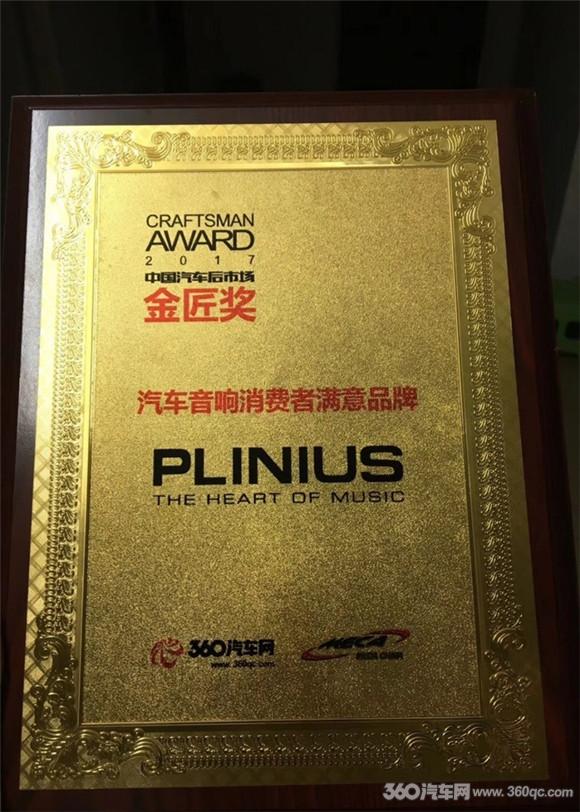 CRAFTSMAN
AWARD
2017
中国汽车后市场
金匠奖
汽车音响消费者满意品牌
PLINIUS
THE HEART OF MUSIC
360汽车网
www.360qc.com
MECA
MECA CHINA
360汽车网 www.360qc.com